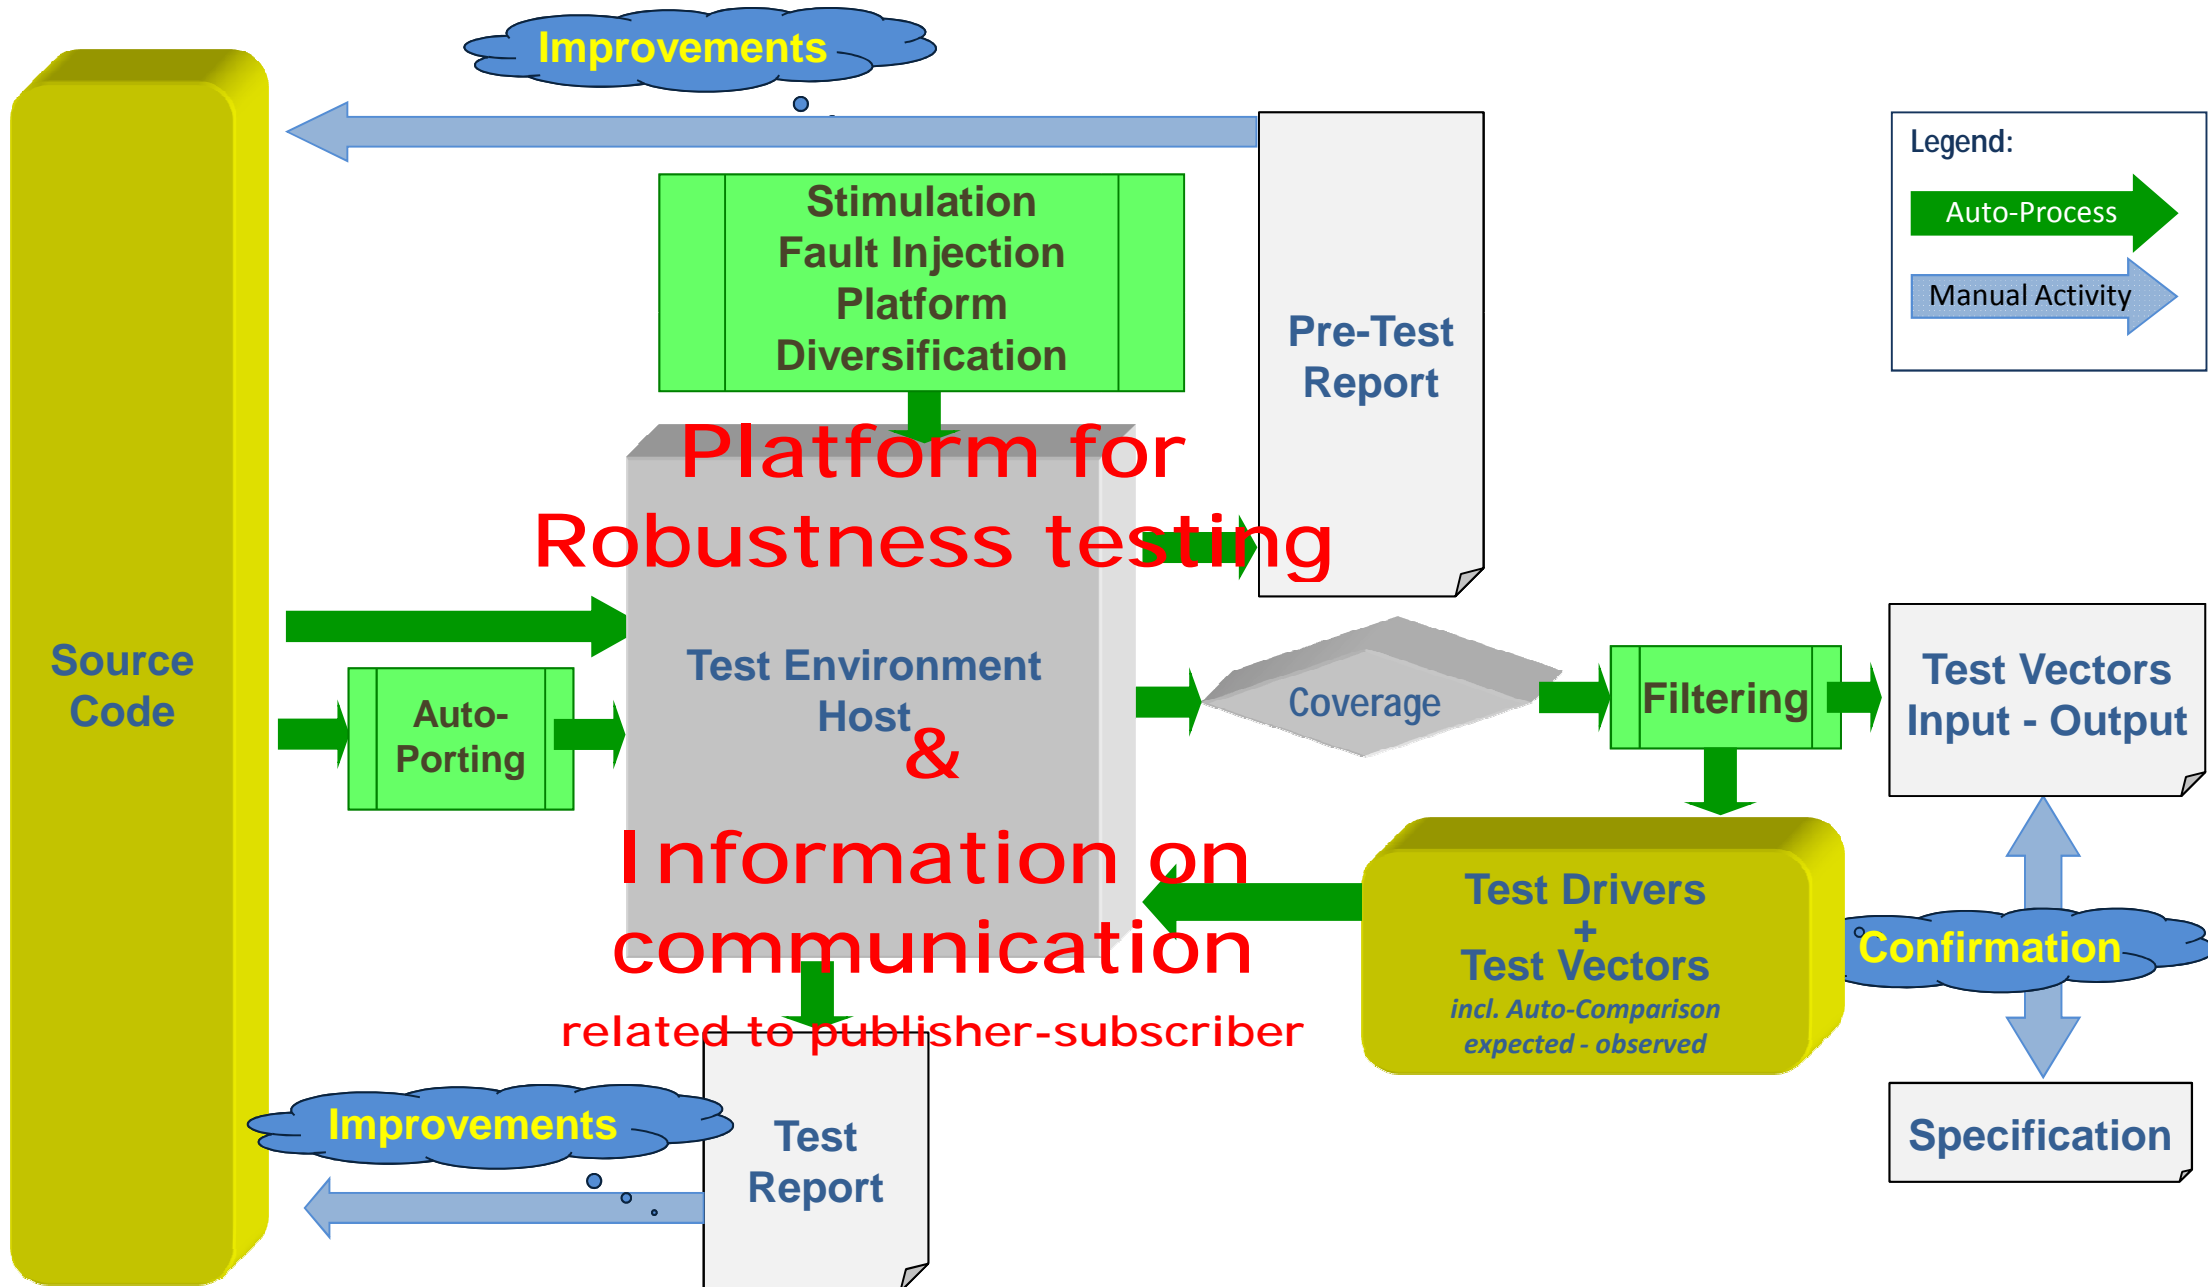 Improvements
Legend:
Auto-Process
Manual Activity
Stimulation
Fault Injection
Platform
Diversification
Pre-Test
Report
Platform for
Robustness testing
Source
Code
Test Environment
Host
&
Auto-
Porting
Coverage
Filtering
Test Vectors
Input - Output
Information on
communication
related to publisher-subscriber
Test Drivers
+
Test Vectors
incl. Auto-Comparison
expected - observed
Confirmation
Improvements
Test
Report
Specification